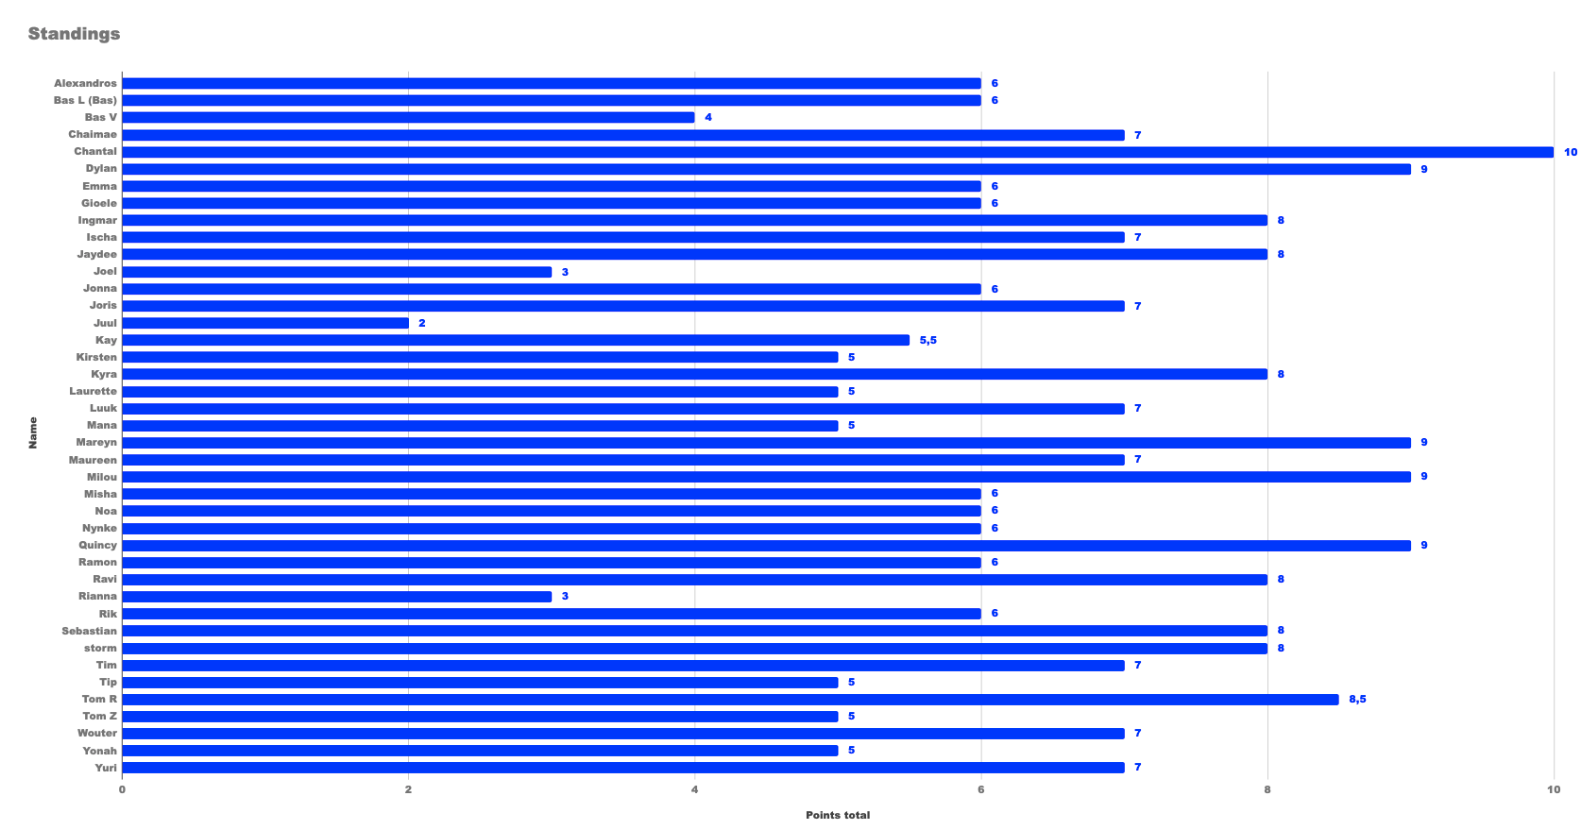 Standings
Name
Alexandros 6
Bas L (Bas) 6
Bas V 4
Chaimae 7
Chantal 10
Dylan 9
Emma 6
Gioele 6
Ingmar 8
Ischa 7
Jaydee 8
Joel 3
Jonna 6
Joris 7
Juul 2
Kay 5,5
Kirsten 5
Kyra 8
Laurette 5
Luuk 7
Mana 5
Mareyn 9
Maureen 7
Milou 9
Misha 6
Noa 6
Nynke 6
Quincy 9
Ramon 6
Ravi 8
Rianna 3
Rik 6
Sebastian 8
storm 8
Tim 7
Tip 5
Tom R 8,5
Tom Z 5
Wouter 7
Yonah 5
Yuri 7
0 2 4 6 8 10
Points total